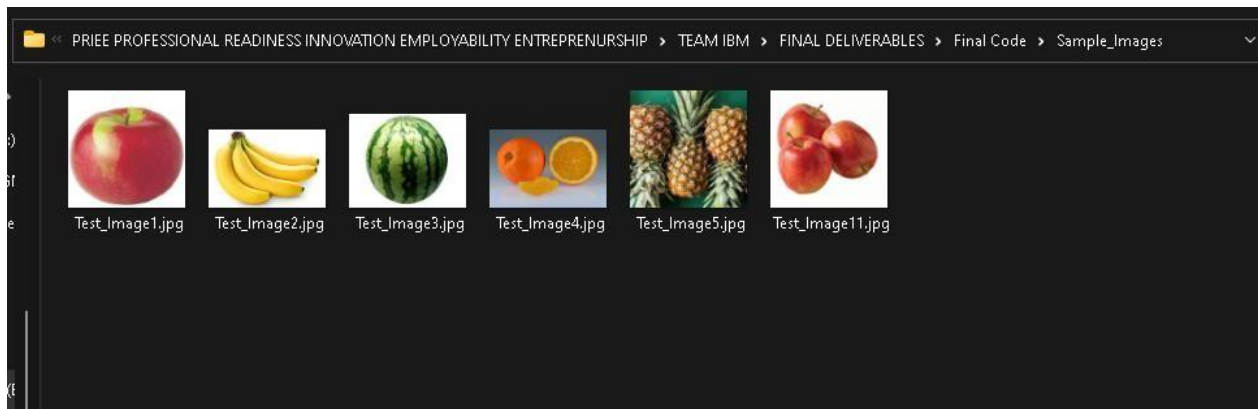 « PRIEE PROFESSIONAL READINESS INNOVATION EMPLOYABILITY ENTREPRENURSHIP > TEAM IBM > FINAL DELIVERABLES > Final Code > Sample_Images
Test_Image1.jpg Test_Image2.jpg Test_Image3.jpg Test_Image4.jpg Test_Image5.jpg Test_Image11.jpg